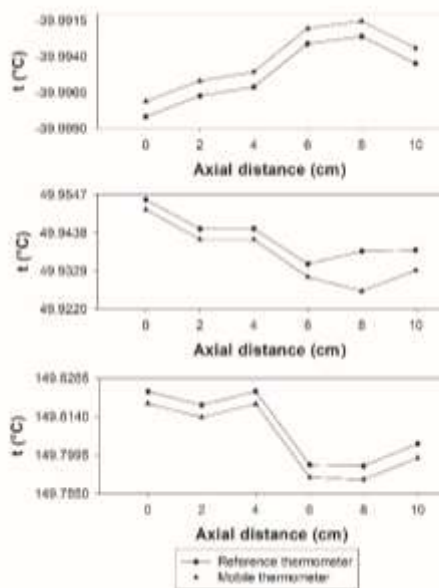 -39.9915
-39.9940
-39.9965
-39.9990
t (°C)
0 2 4 6 8 10
Axial distance (cm)
49.9547
49.9438
49.9329
49.9220
t (°C)
0 2 4 6 8 10
Axial distance (cm)
149.8140
149.7995
149.7850
t (°C)
0 2 4 6 8 10
Axial distance (cm)
Reference thermometer
Mobile thermometer